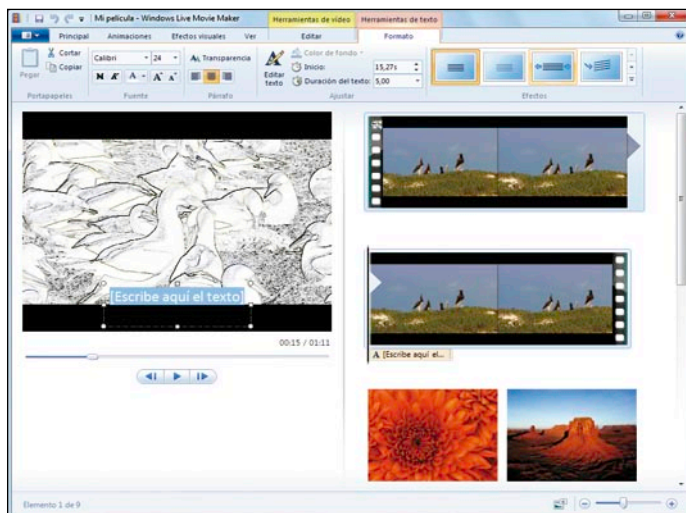 Mi película - Windows Live Movie Maker
Herramientas de vídeo
Herramientas de texto
Principal
Animaciones
Efectos visuales
Ver
Editar
Formato
Pegar
Cortar
Copiar
Portapapeles
Calibri
24
N K A A A
Fuente
Transparencia
Párrafo
Editar texto
Color de fondo
Inicio: 15,27s
Duración del texto: 5,00
Ajustar
Efectos
[Escribe aquí el texto]
00:15 / 01:11
A [Escribe aquí el...
Elemento 1 de 9